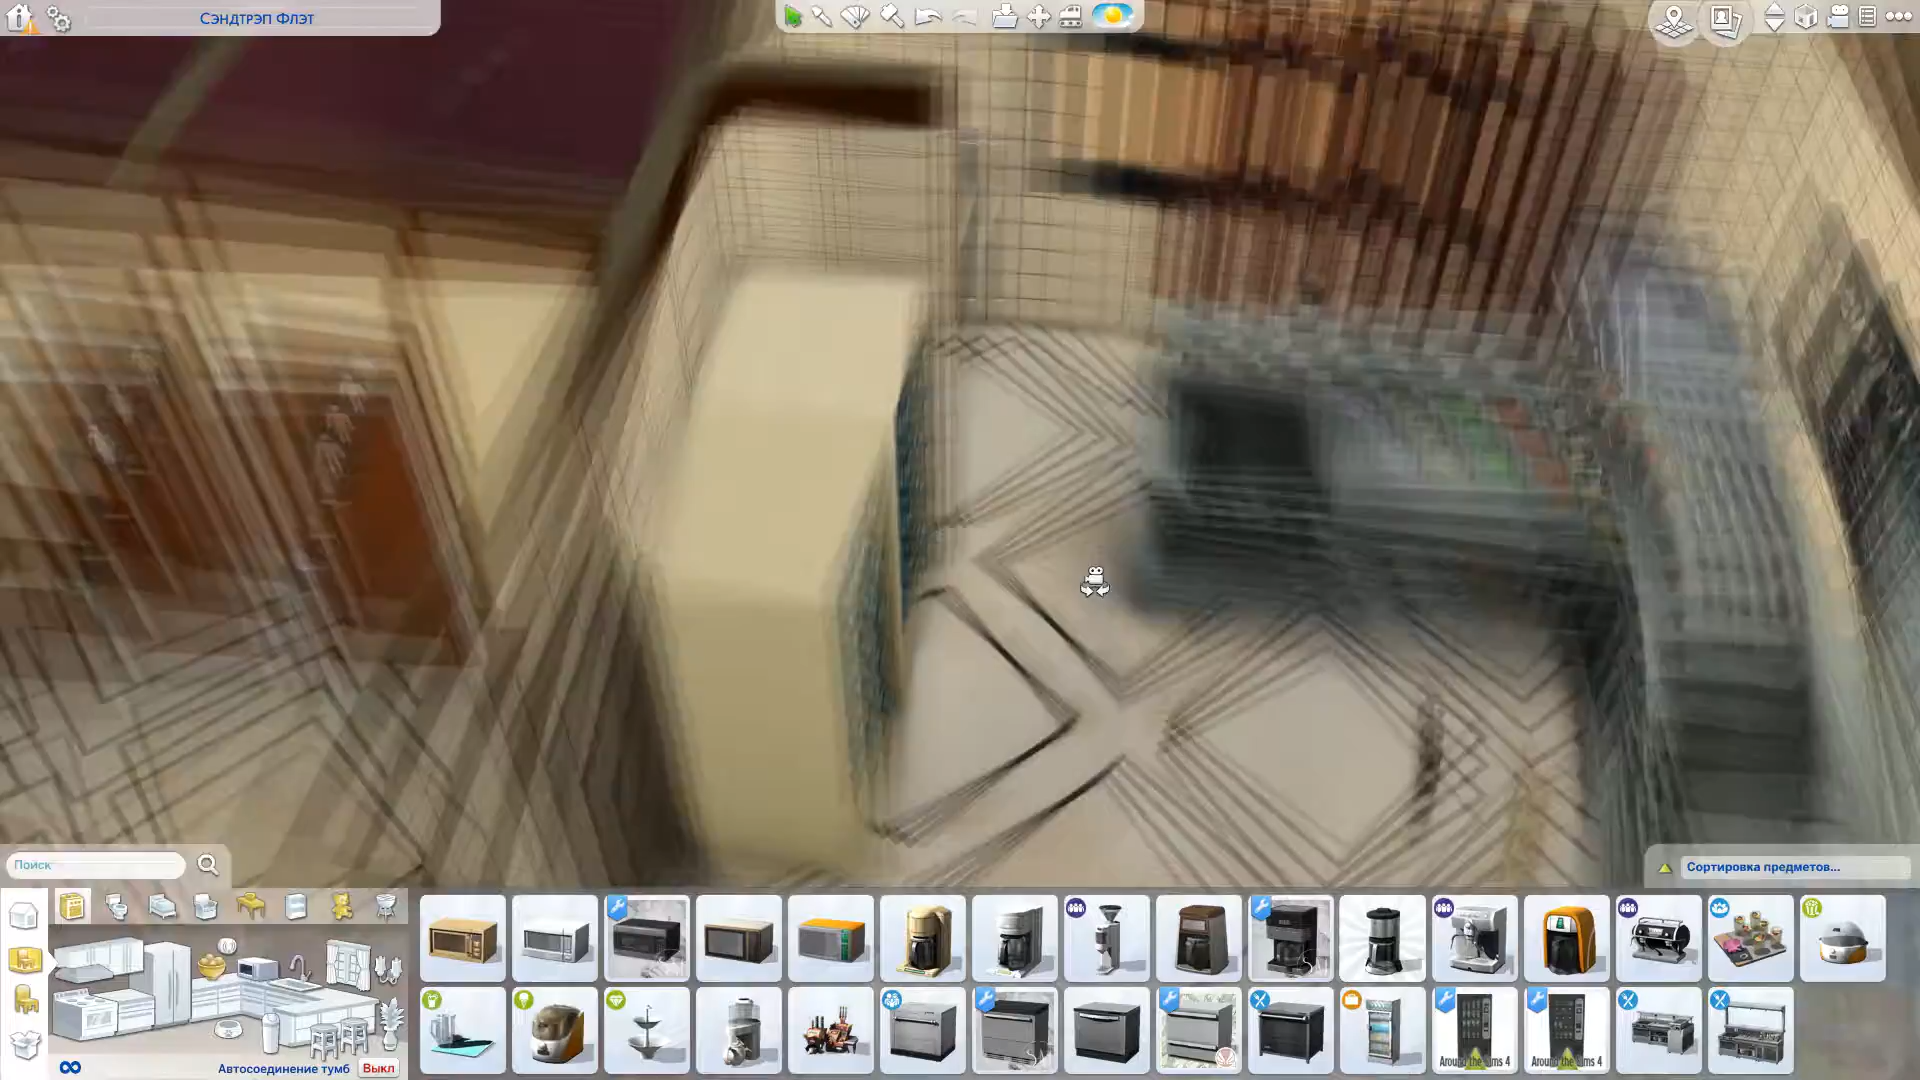 Сэндтрэп Флэт
Поиск
Сортировка предметов...
Around the Sims 4
Around the Sims 4
Автосоединение тумб
Выкл